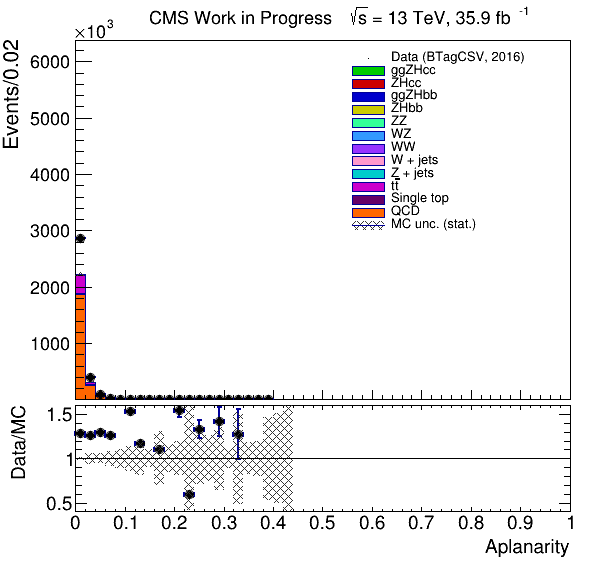 CMS Work in Progress √s = 13 TeV, 35.9 fb⁻¹
×10³
Events/0.02
6000
5000
4000
3000
2000
1000
Data (BTagCSV, 2016)
ggZHcc
ZHcc
ggZHbb
ZHbb
ZZ
WZ
WW
W + jets
Z + jets
tt̅
Single top
QCD
MC unc. (stat.)
Data/MC
1.5
1
0.5
0 0.1 0.2 0.3 0.4 0.5 0.6 0.7 0.8 0.9 1
Aplanarity